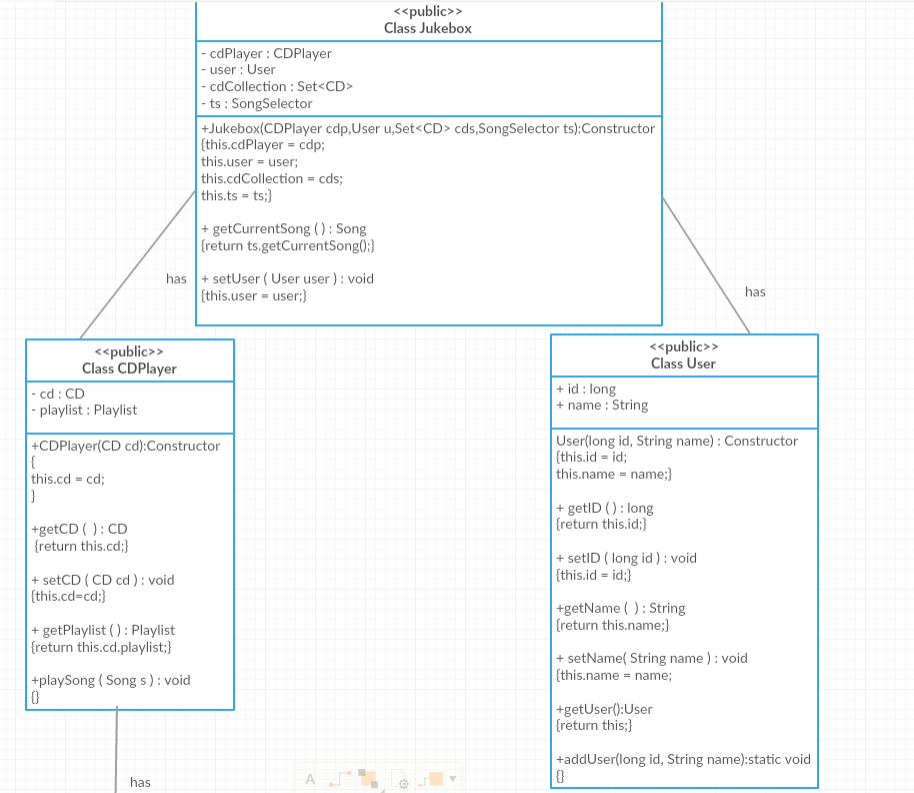 <<public>>
Class Jukebox
- cdPlayer : CDPlayer
- user : User
- cdCollection : Set<CD>
- ts : SongSelector
+Jukebox(CDPlayer cdp,User u,Set<CD> cds,SongSelector ts):Constructor
{this.cdPlayer = cdp;
this.user = user;
this.cdCollection = cds;
this.ts = ts;}
+ getCurrentSong ( ) : Song
{return ts.getCurrentSong();}
+ setUser ( User user ) : void
{this.user = user;}
has
has
<<public>>
Class CDPlayer
- cd : CD
- playlist : Playlist
+CDPlayer(CD cd):Constructor
{
this.cd = cd;
}
+getCD ( ) : CD
{return this.cd;}
+ setCD ( CD cd ) : void
{this.cd=cd;}
+ getPlaylist ( ) : Playlist
{return this.cd.playlist;}
+playSong ( Song s ) : void
{}
has
<<public>>
Class User
+ id : long
+ name : String
User(long id, String name) : Constructor
{this.id = id;
this.name = name;}
+ getID ( ) : long
{return this.id;}
+ setID ( long id ) : void
{this.id = id;}
+getName ( ) : String
{return this.name;}
+ setName( String name ) : void
{this.name = name;
+getUser():User
{return this;}
+addUser(long id, String name):static void
{}
A